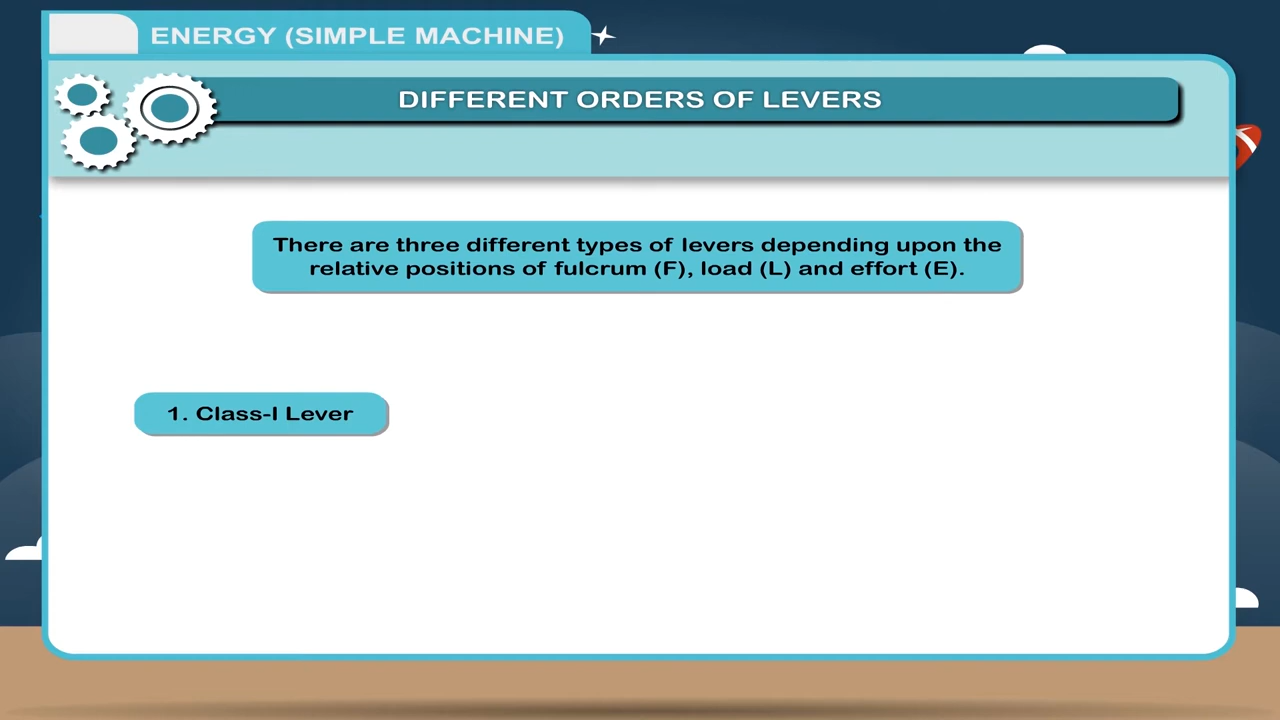 ENERGY (SIMPLE MACHINE)
DIFFERENT ORDERS OF LEVERS
There are three different types of levers depending upon the
relative positions of fulcrum (F), load (L) and effort (E).
1. Class-I Lever